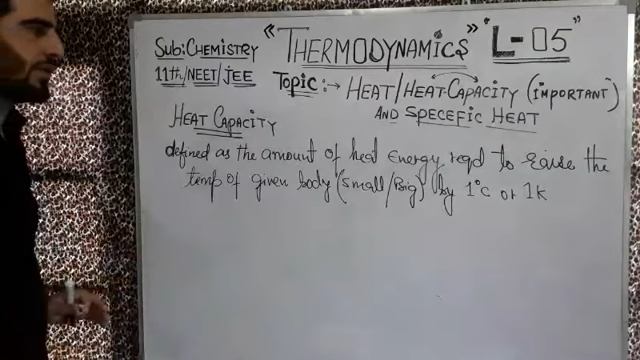 Sub: CHEMISTRY
11th/NEET/JEE
"THERMODYNAMICS"
"L-05"
Topic:→ HEAT/HEAT CAPACITY (IMPORTANT)
AND SPECEFIC HEAT
HEAT CAPACITY
defined as the amount of heat energy reqd to raise the
temp of given body (small/Big) by 1°C or 1K